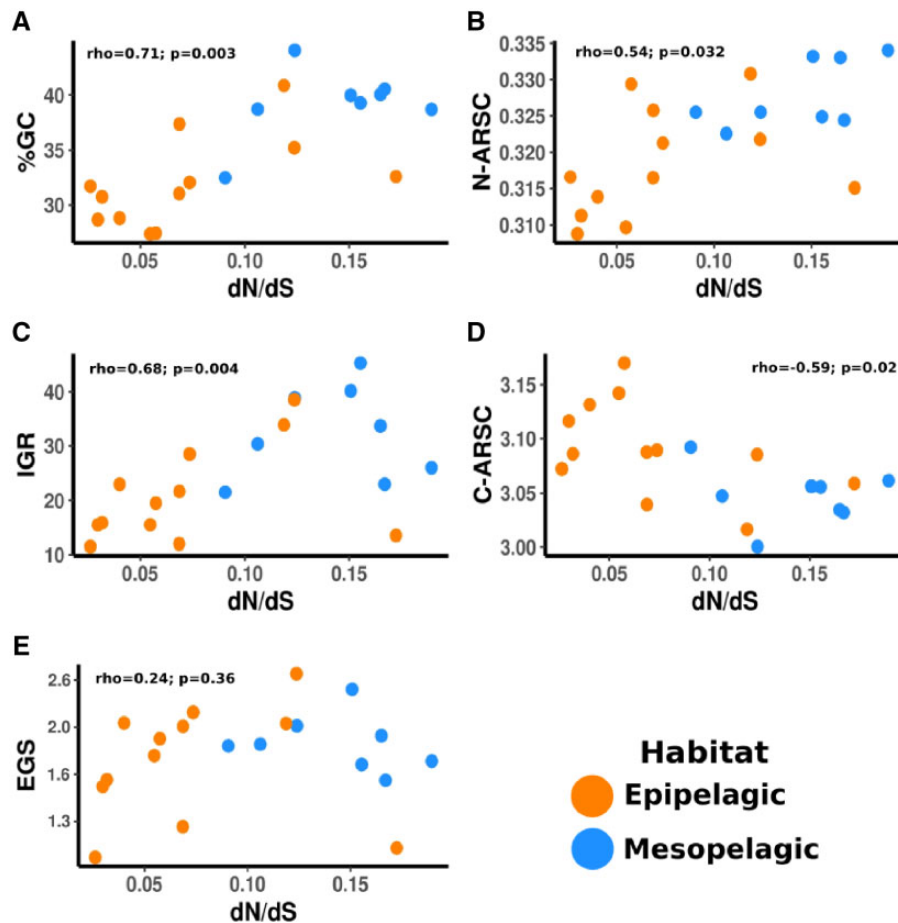 A
rho=0.71; p=0.003
%GC
40
35
30
0.05 0.10 0.15
dN/dS
B
rho=0.54; p=0.032
N-ARSC
0.335
0.330
0.325
0.320
0.315
0.310
0.05 0.10 0.15
dN/dS
C
rho=0.68; p=0.004
IGR
40
30
20
10
0.05 0.10 0.15
dN/dS
D
rho=-0.59; p=0.02
C-ARSC
3.15
3.10
3.05
3.00
0.05 0.10 0.15
dN/dS
E
rho=0.24; p=0.36
EGS
2.6
2.0
1.6
1.3
0.05 0.10 0.15
dN/dS
Habitat
Epipelagic
Mesopelagic